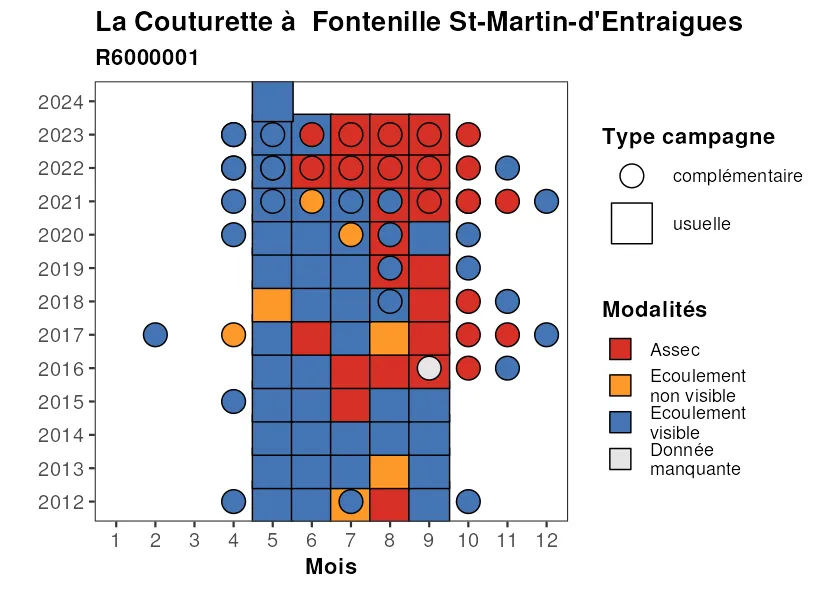 La Couturette à  Fontenille St-Martin-d'Entraigues
R6000001
2024
2023
2022
2021
2020
2019
2018
2017
2016
2015
2014
2013
2012
1 2 3 4 5 6 7 8 9 10 11 12
Mois
Type campagne
complémentaire
usuelle
Modalités
Assec
Ecoulement
non visible
Ecoulement
visible
Donnée
manquante